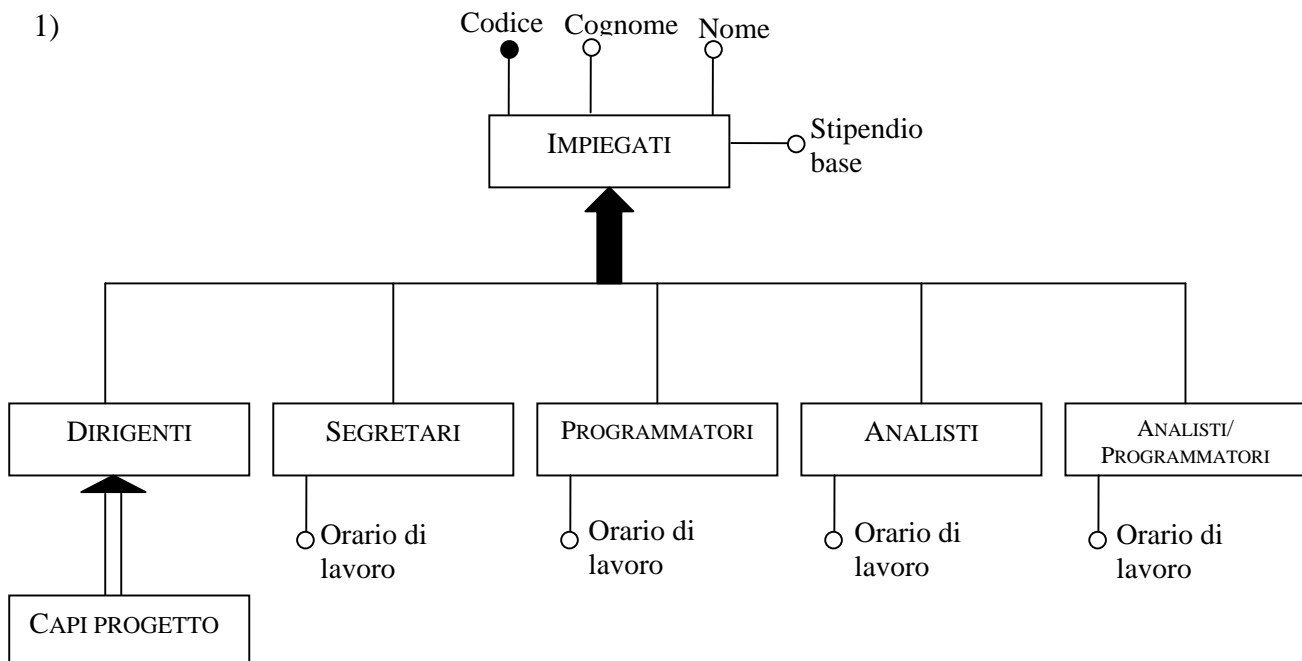 1)
Codice
Cognome
Nome
IMPIEGATI
Stipendio
base
DIRIGENTI
SEGRETARI
PROGRAMMATORI
ANALISTI
ANALISTI/
PROGRAMMATORI
Orario di
lavoro
Orario di
lavoro
Orario di
lavoro
Orario di
lavoro
CAPI PROGETTO